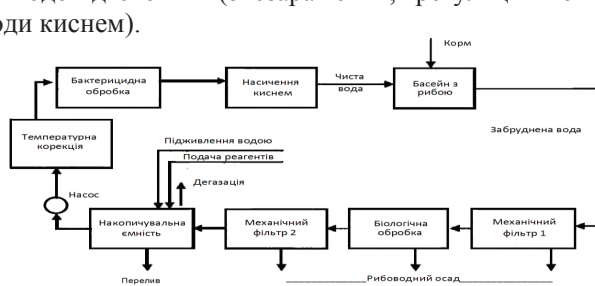 оди киснем).
Корм
Бактерицидна
обробка
Насичення
киснем
Чиста
вода
Басейн з
рибою
Температурна
корекція
Забруднена вода
Підживлення водою
Подача реагентів
Дегазація
Насос
Накопичувальна
ємність
Механічний
фільтр 2
Біологічна
обробка
Механічний
фільтр 1
Перелив
Рибоводний осад